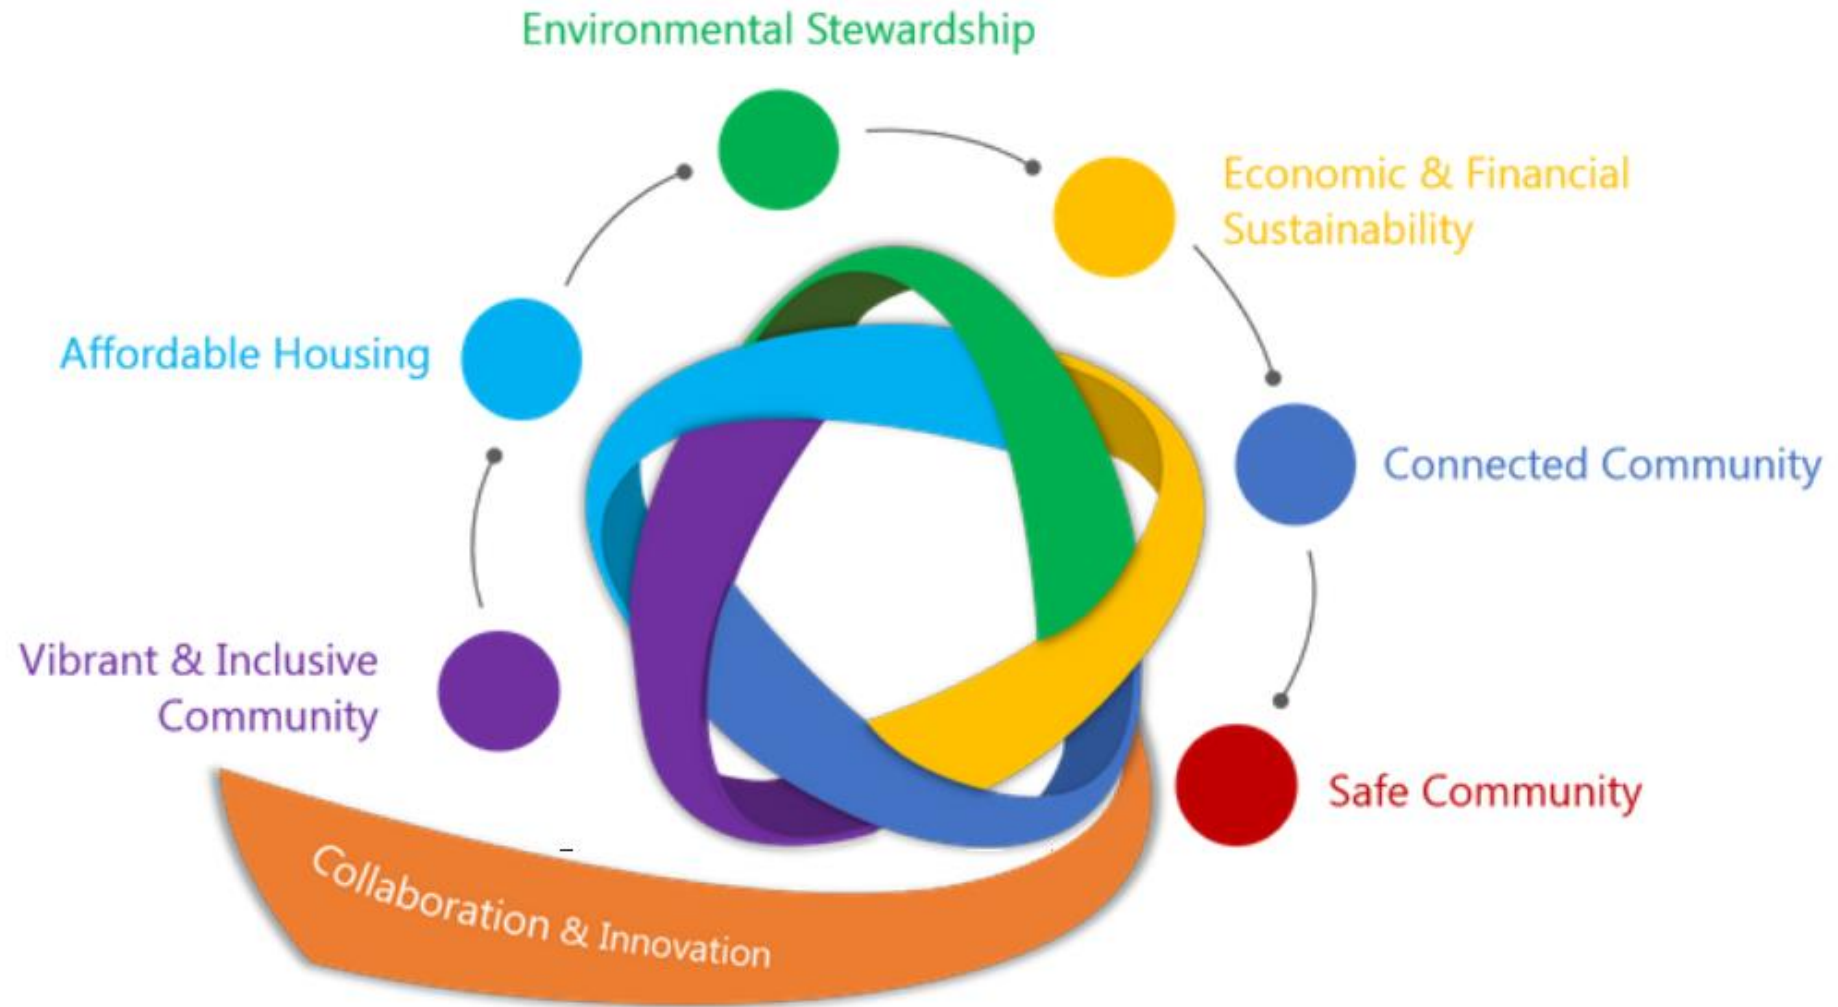 Environmental Stewardship
Economic & Financial
Sustainability
Affordable Housing
Connected Community
Vibrant & Inclusive
Community
Safe Community
Collaboration & Innovation